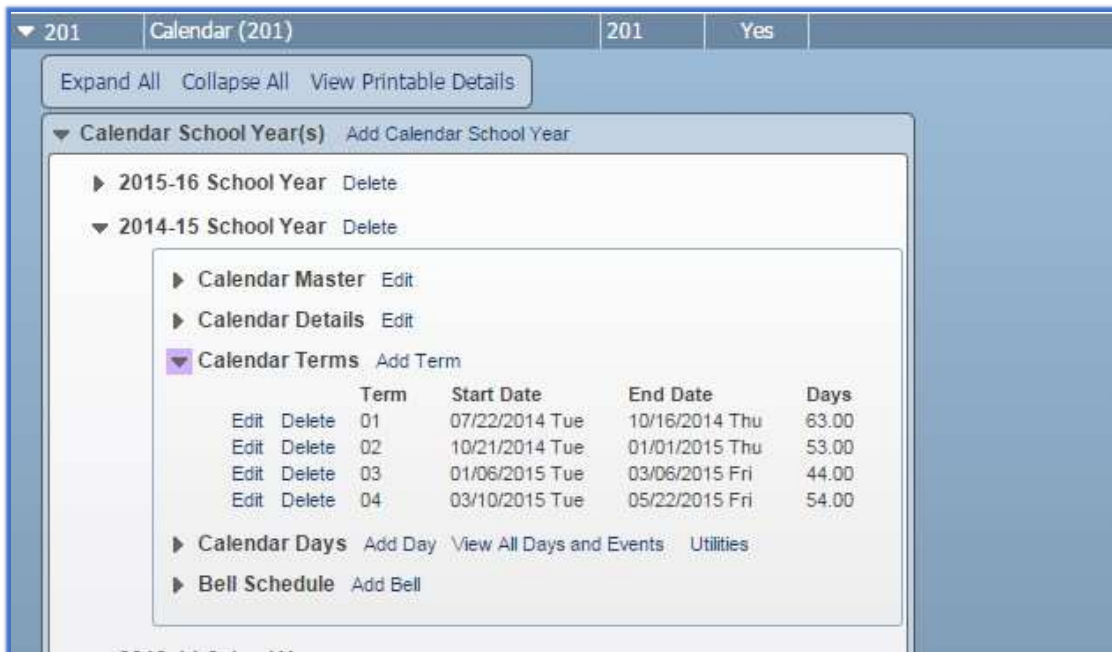 201 Calendar (201) 201 Yes
Expand All Collapse All View Printable Details
Calendar School Year(s) Add Calendar School Year
2015-16 School Year Delete
2014-15 School Year Delete
Calendar Master Edit
Calendar Details Edit
Calendar Terms Add Term
Term Start Date End Date Days
Edit Delete 01 07/22/2014 Tue 10/16/2014 Thu 63.00
Edit Delete 02 10/21/2014 Tue 01/01/2015 Thu 53.00
Edit Delete 03 01/06/2015 Tue 03/06/2015 Fri 44.00
Edit Delete 04 03/10/2015 Tue 05/22/2015 Fri 54.00
Calendar Days Add Day View All Days and Events Utilities
Bell Schedule Add Bell